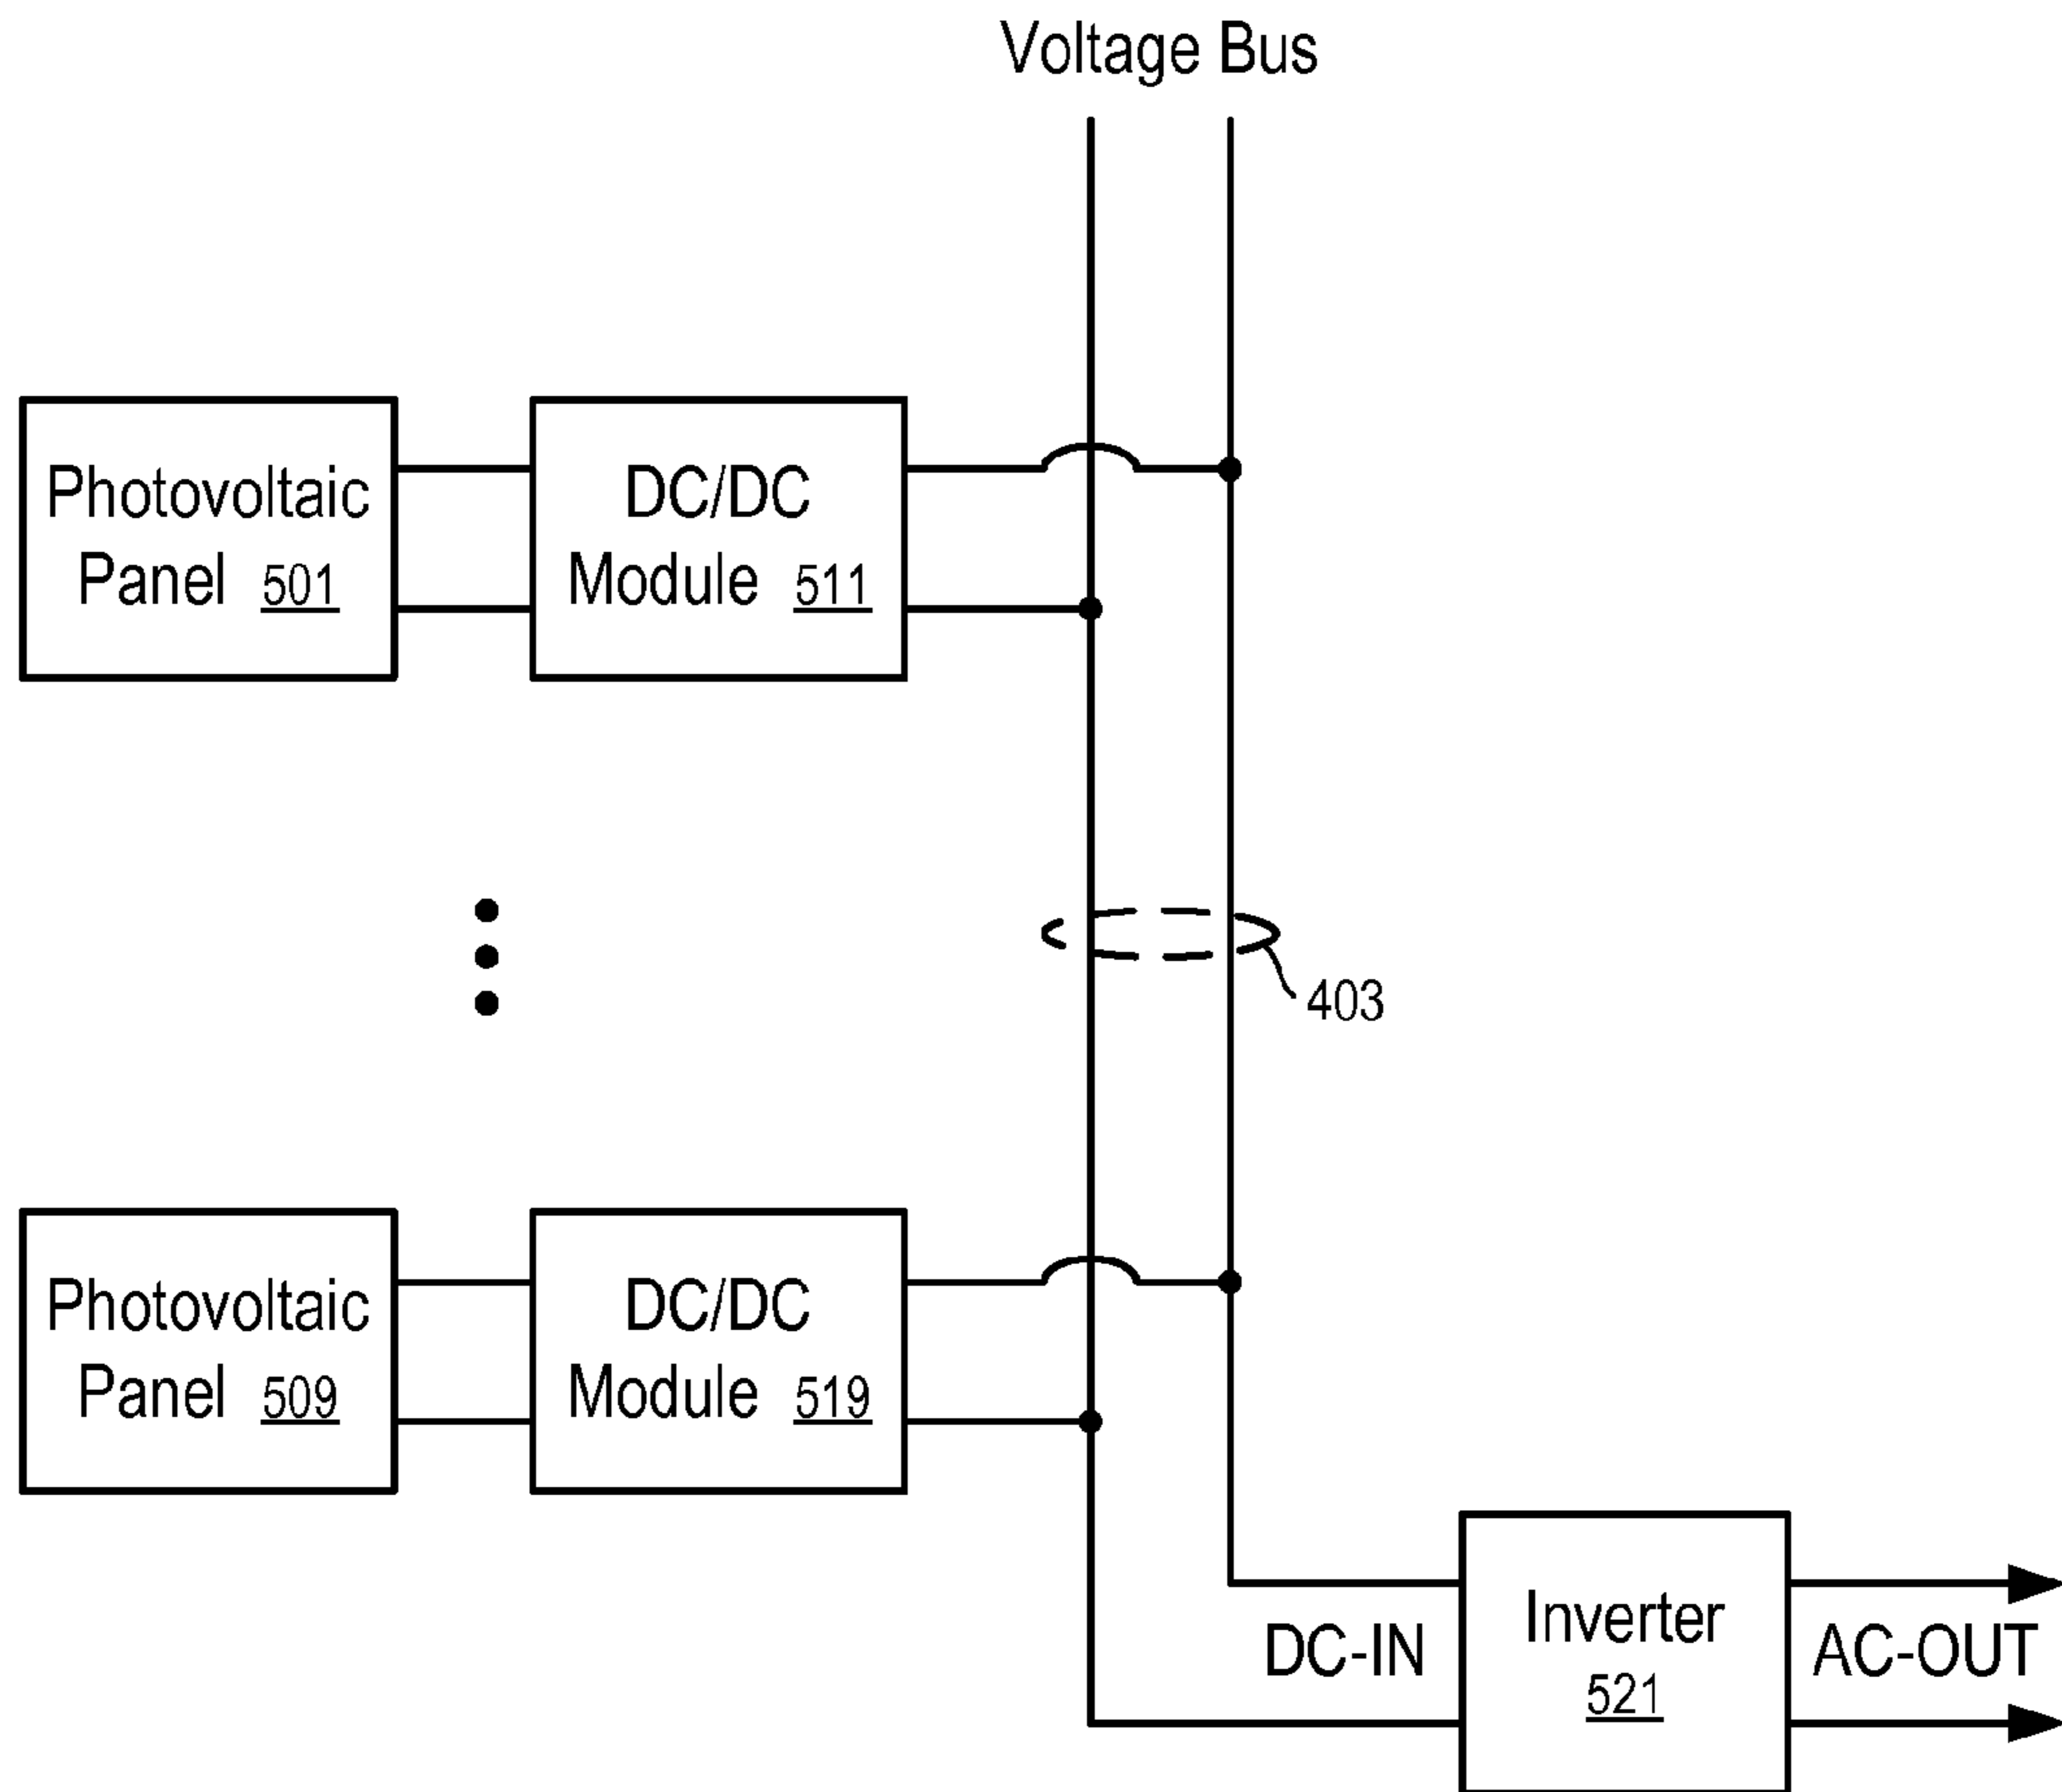 Voltage Bus
Photovoltaic
Panel 501
DC/DC
Module 511
403
Photovoltaic
Panel 509
DC/DC
Module 519
DC-IN
Inverter
521
AC-OUT